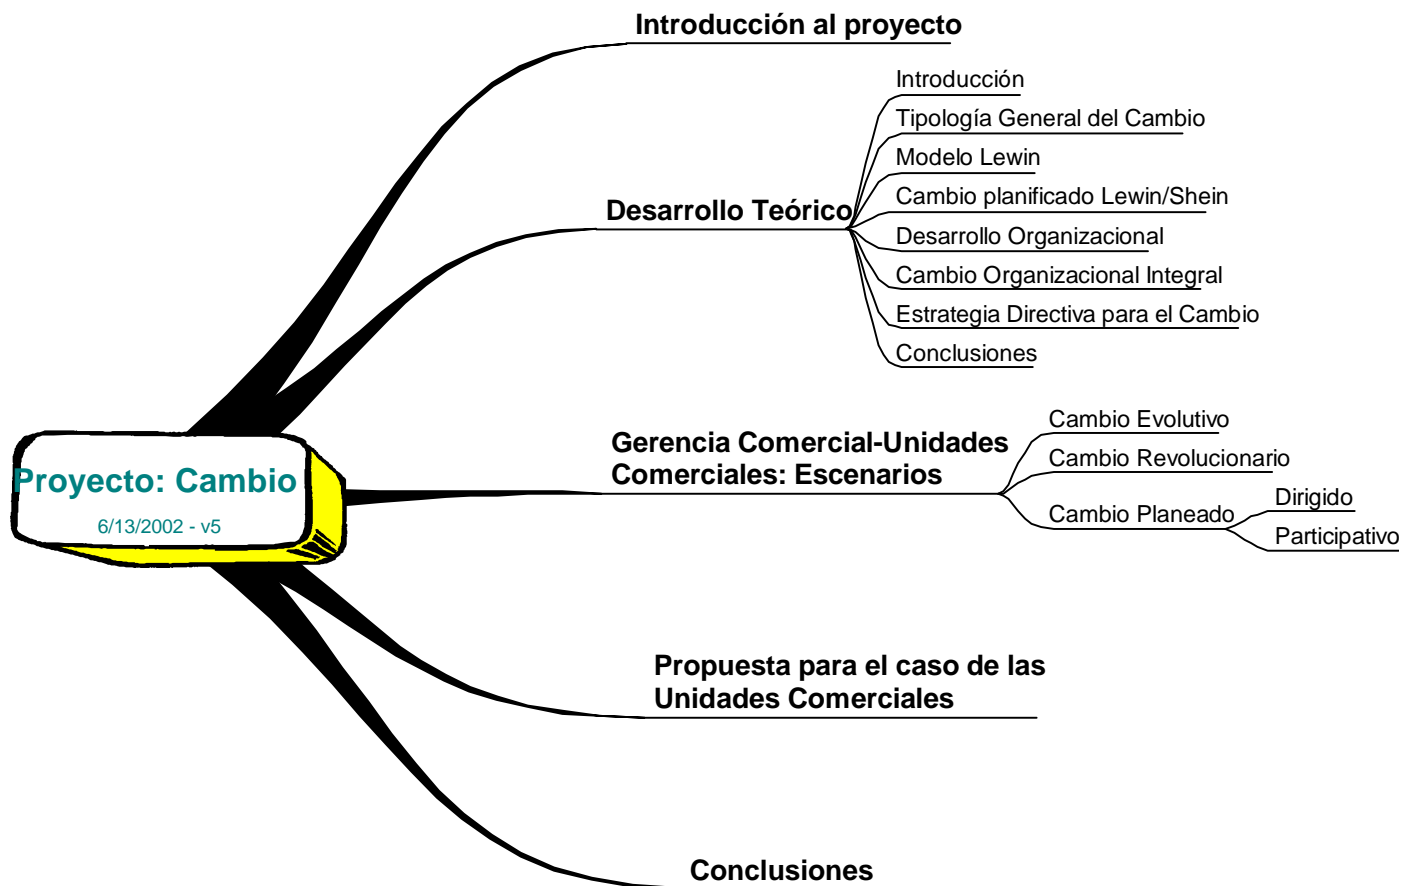 Introducción al proyecto
Introducción
Tipología General del Cambio
Modelo Lewin
Cambio planificado Lewin/Shein
Desarrollo Teórico
Desarrollo Organizacional
Cambio Organizacional Integral
Estrategia Directiva para el Cambio
Conclusiones
Gerencia Comercial-Unidades
Comerciales: Escenarios
Cambio Evolutivo
Cambio Revolucionario
Cambio Planeado
Dirigido
Participativo
Proyecto: Cambio
6/13/2002 - v5
Propuesta para el caso de las
Unidades Comerciales
Conclusiones